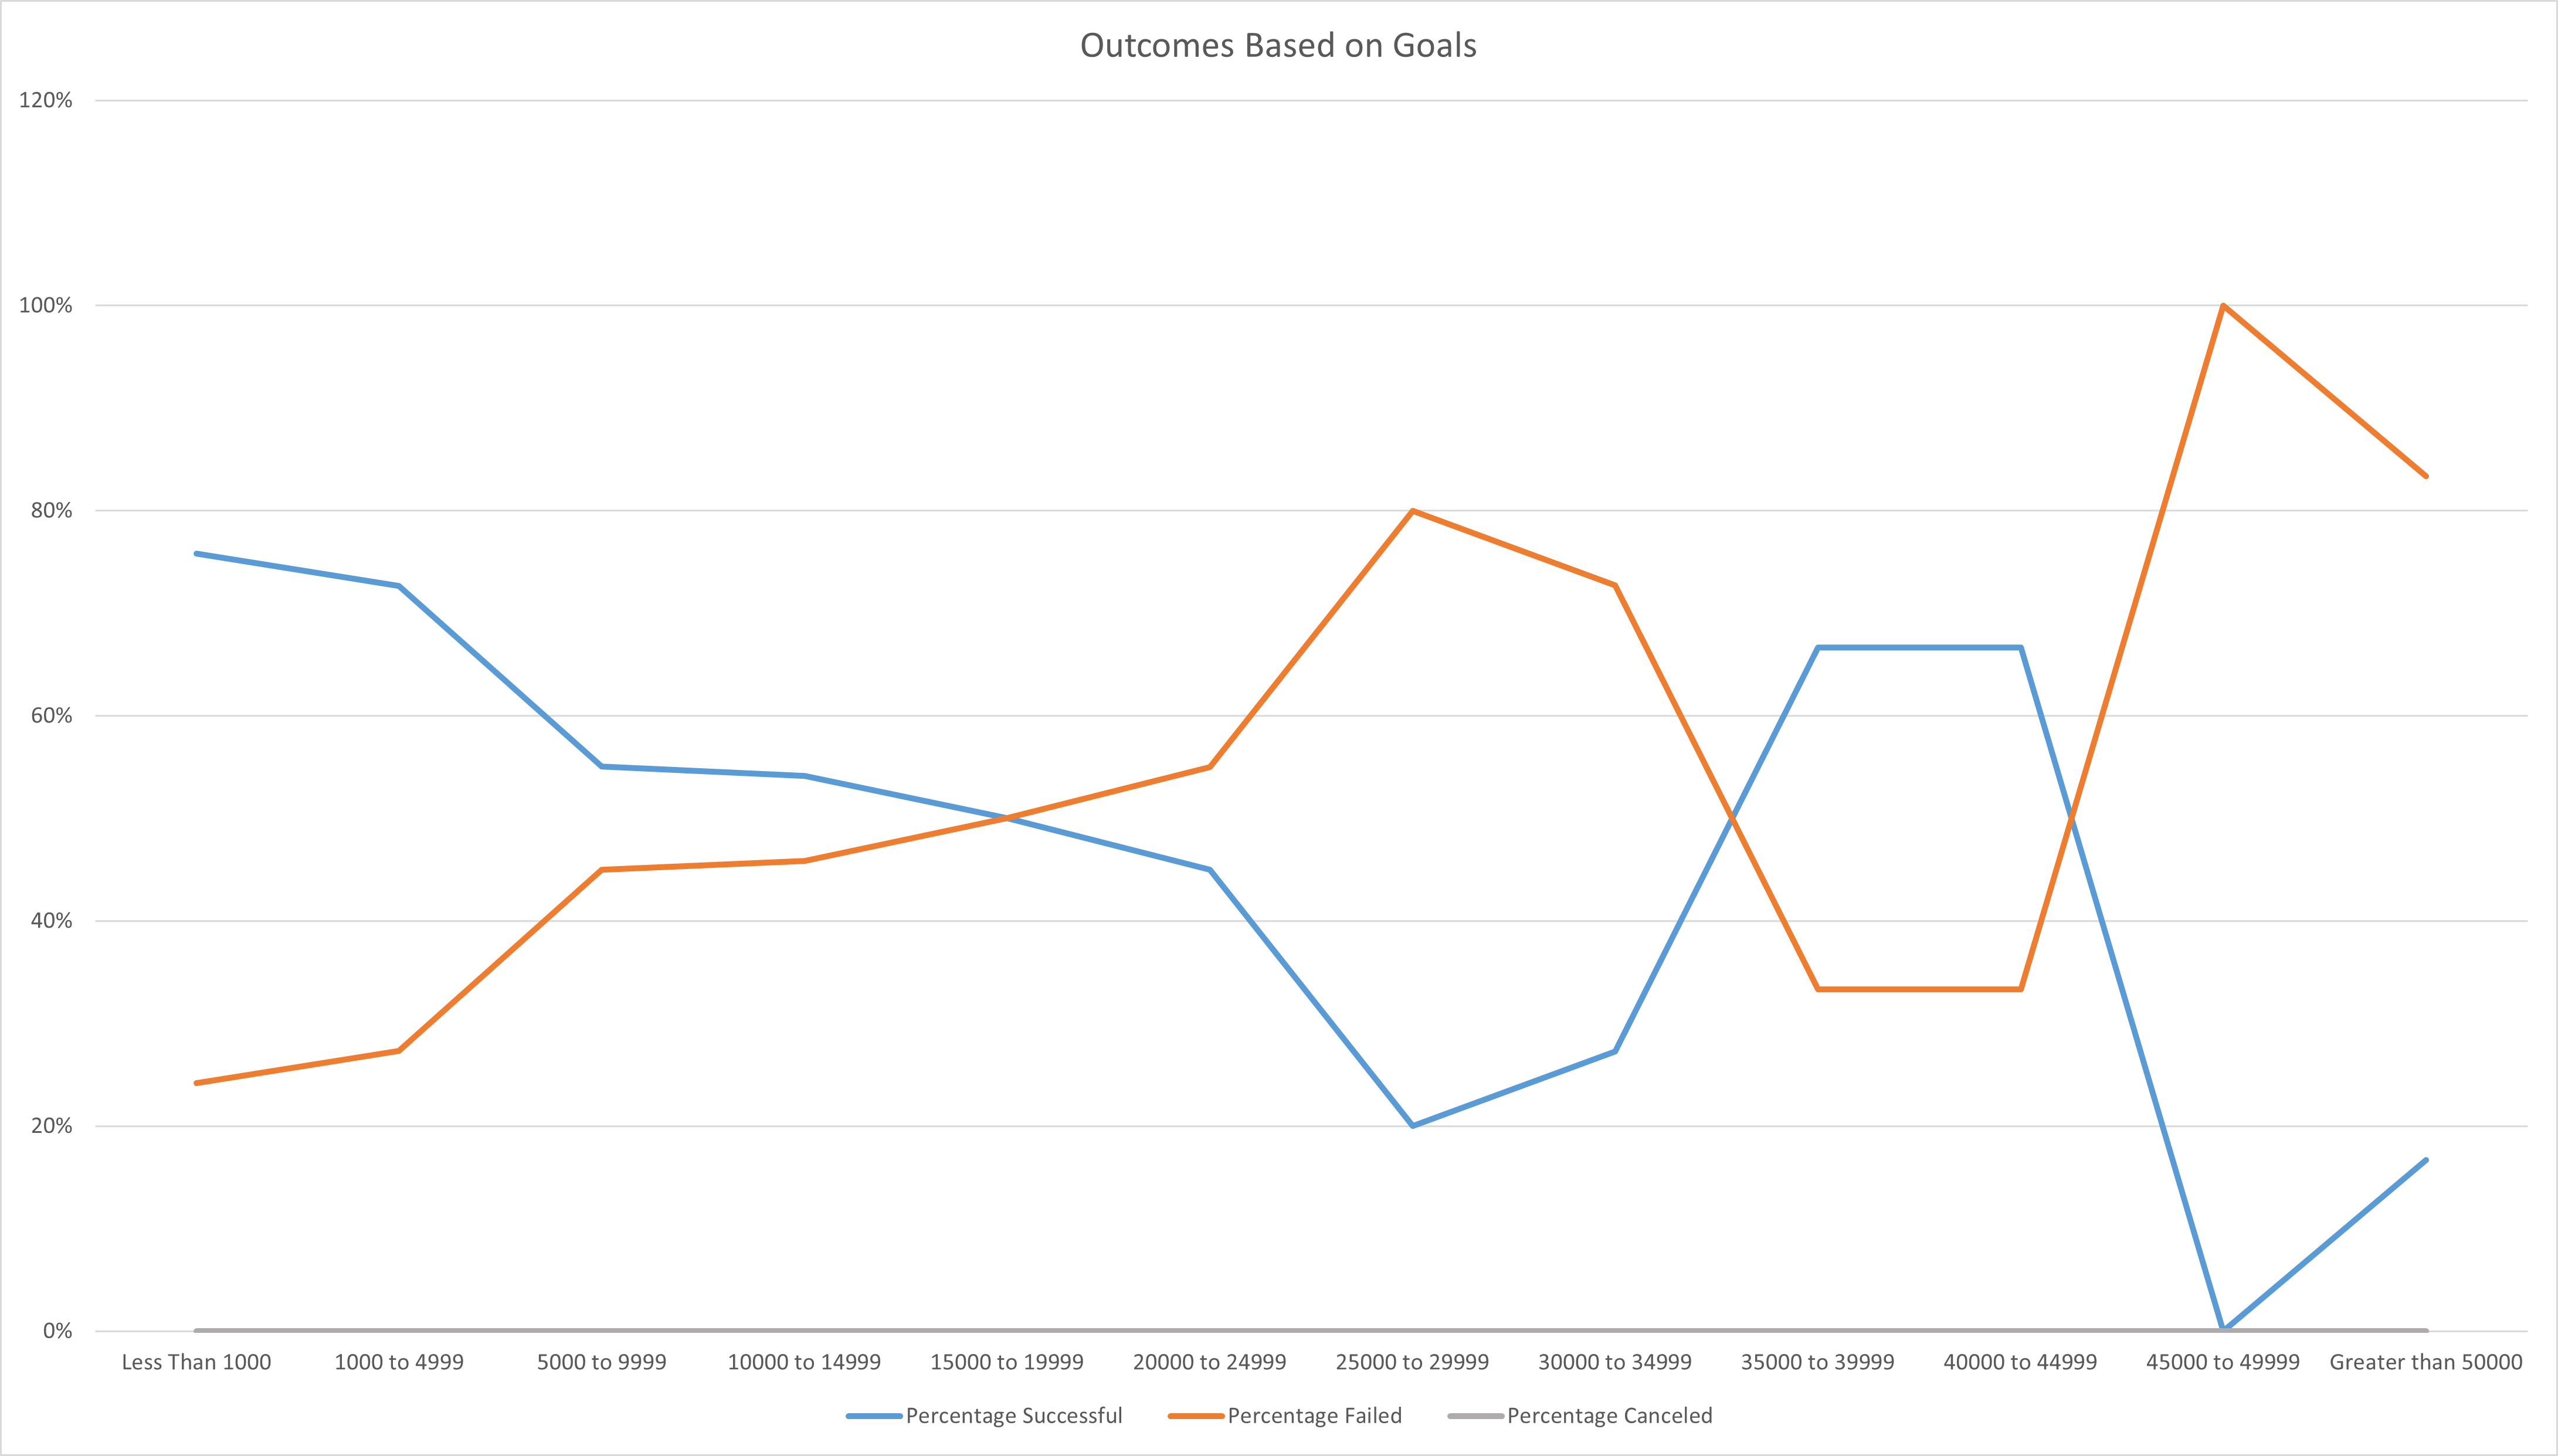 Outcomes Based on Goals
120%
100%
80%
60%
40%
20%
0%
Less Than 1000 1000 to 4999 5000 to 9999 10000 to 14999 15000 to 19999 20000 to 24999 25000 to 29999 30000 to 34999 35000 to 39999 40000 to 44999 45000 to 49999 Greater than 50000
Percentage Successful Percentage Failed Percentage Canceled